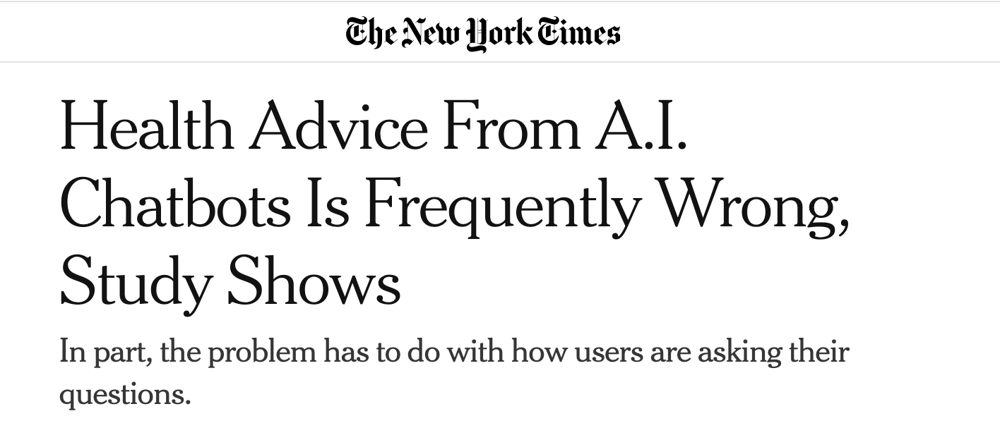 The New York Times
Health Advice From A.I.
Chatbots Is Frequently Wrong,
Study Shows
In part, the problem has to do with how users are asking their
questions.